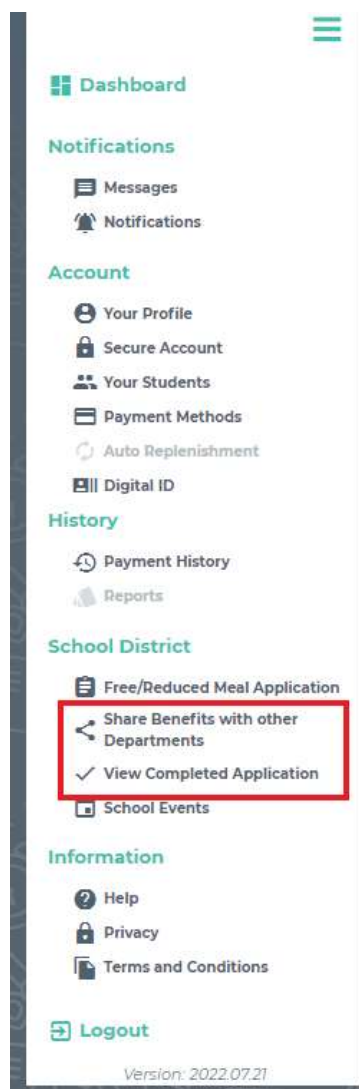 Dashboard
Notifications
Messages
Notifications
Account
Your Profile
Secure Account
Your Students
Payment Methods
Auto Replenishment
Digital ID
History
Payment History
Reports
School District
Free/Reduced Meal Application
Share Benefits with other
Departments
View Completed Application
School Events
Information
Help
Privacy
Terms and Conditions
Logout
Version: 2022.07.21